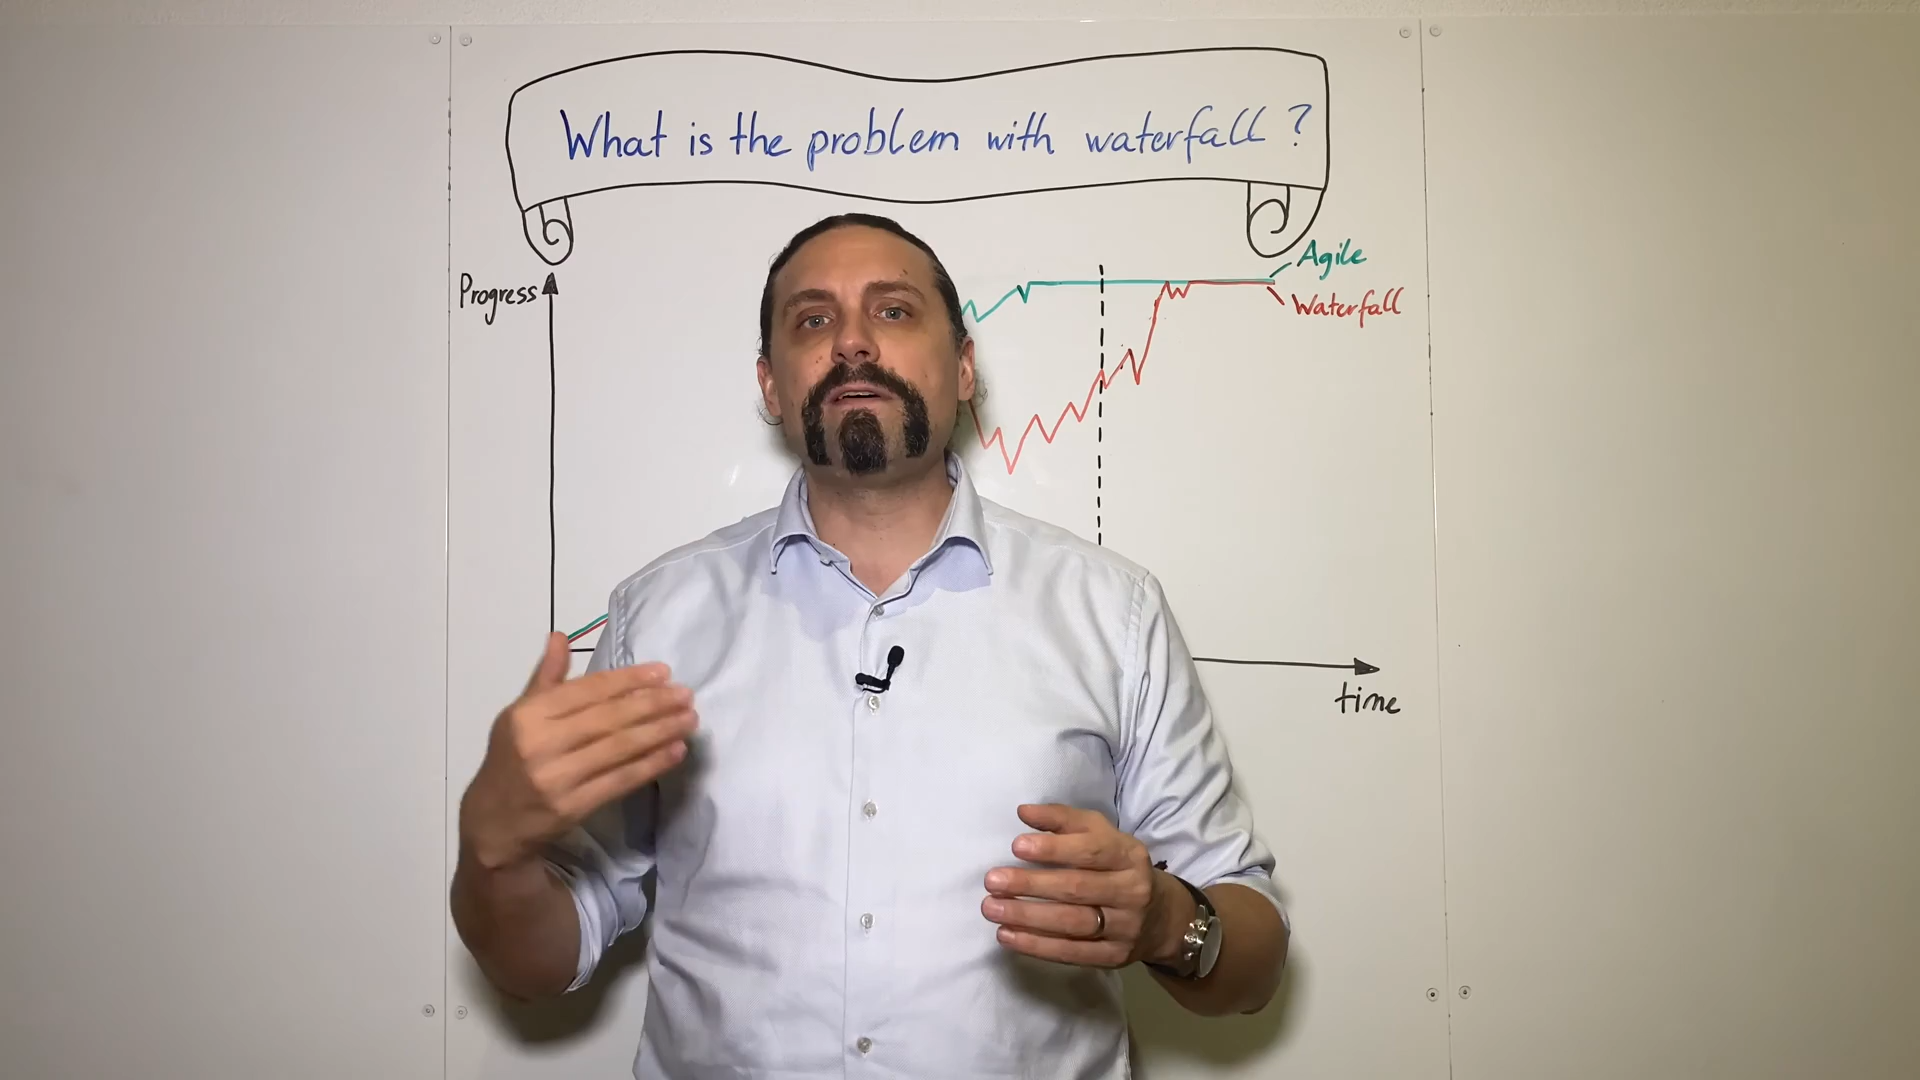 What is the problem with waterfall?
Progress
Agile
Waterfall
time